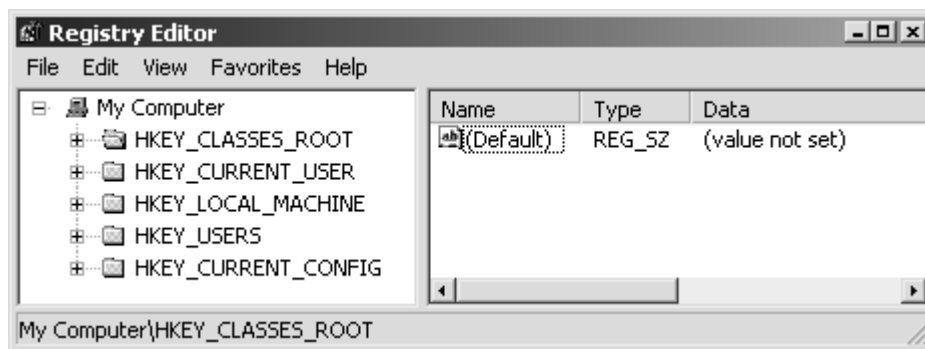 Registry Editor
File Edit View Favorites Help
My Computer
HKEY_CLASSES_ROOT
HKEY_CURRENT_USER
HKEY_LOCAL_MACHINE
HKEY_USERS
HKEY_CURRENT_CONFIG
Name Type Data
(Default) REG_SZ (value not set)
My Computer\HKEY_CLASSES_ROOT